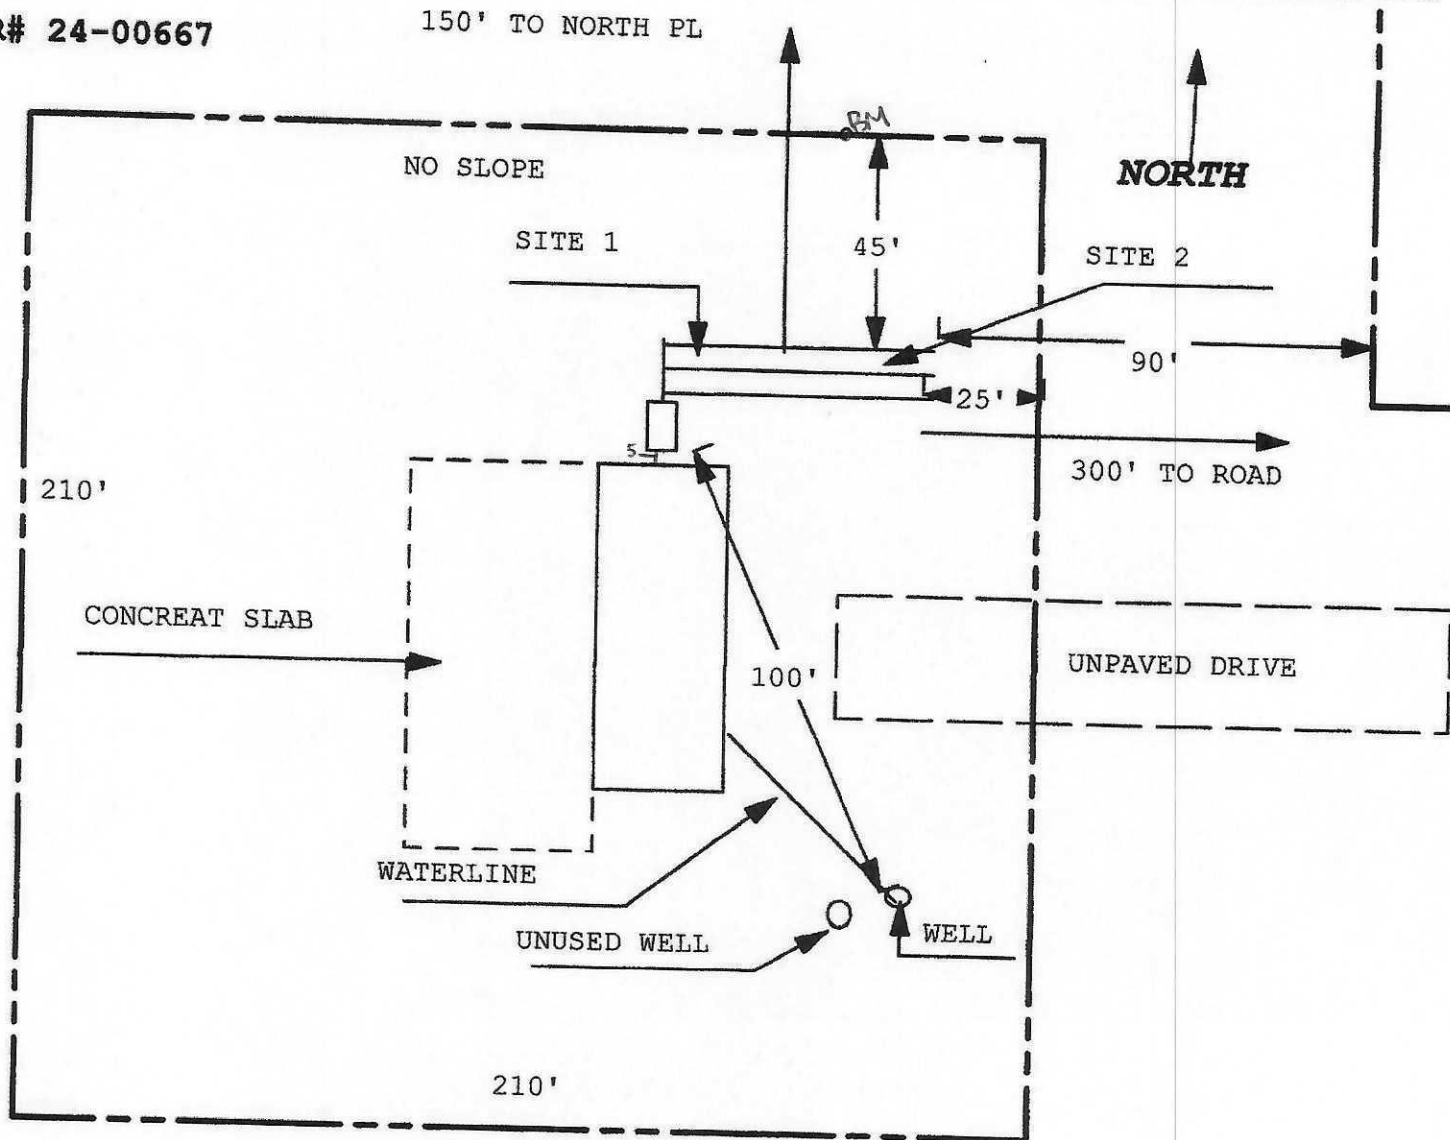 R# 24-00667
150' TO NORTH PL
BM
NO SLOPE
NORTH
SITE 1
45'
SITE 2
90'
25'
5
210'
300' TO ROAD
CONCREAT SLAB
100'
UNPAVED DRIVE
WATERLINE
UNUSED WELL
WELL
210'